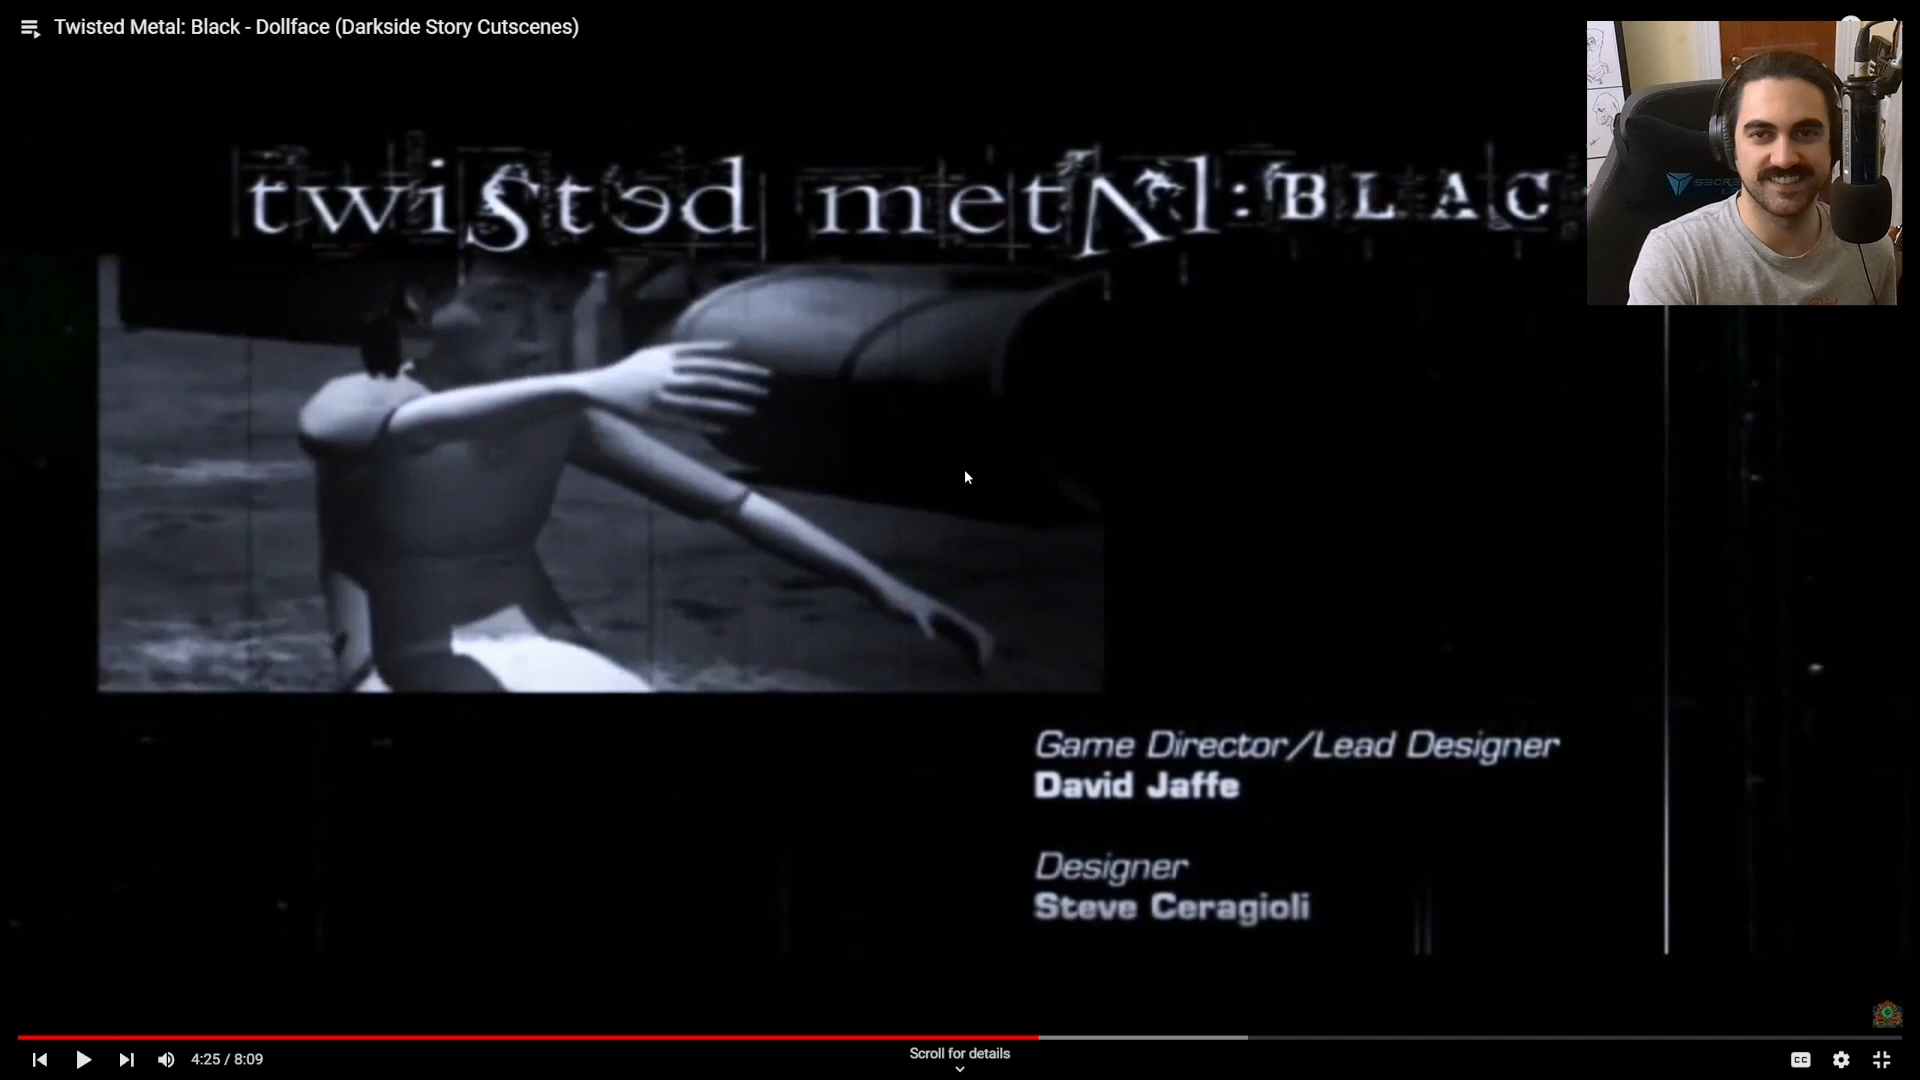 Twisted Metal: Black - Dollface (Darkside Story Cutscenes)
twisted metal: BLAC
Game Director/Lead Designer
David Jaffe
Designer
Steve Ceragioli
4:25 / 8:09
Scroll for details
CC